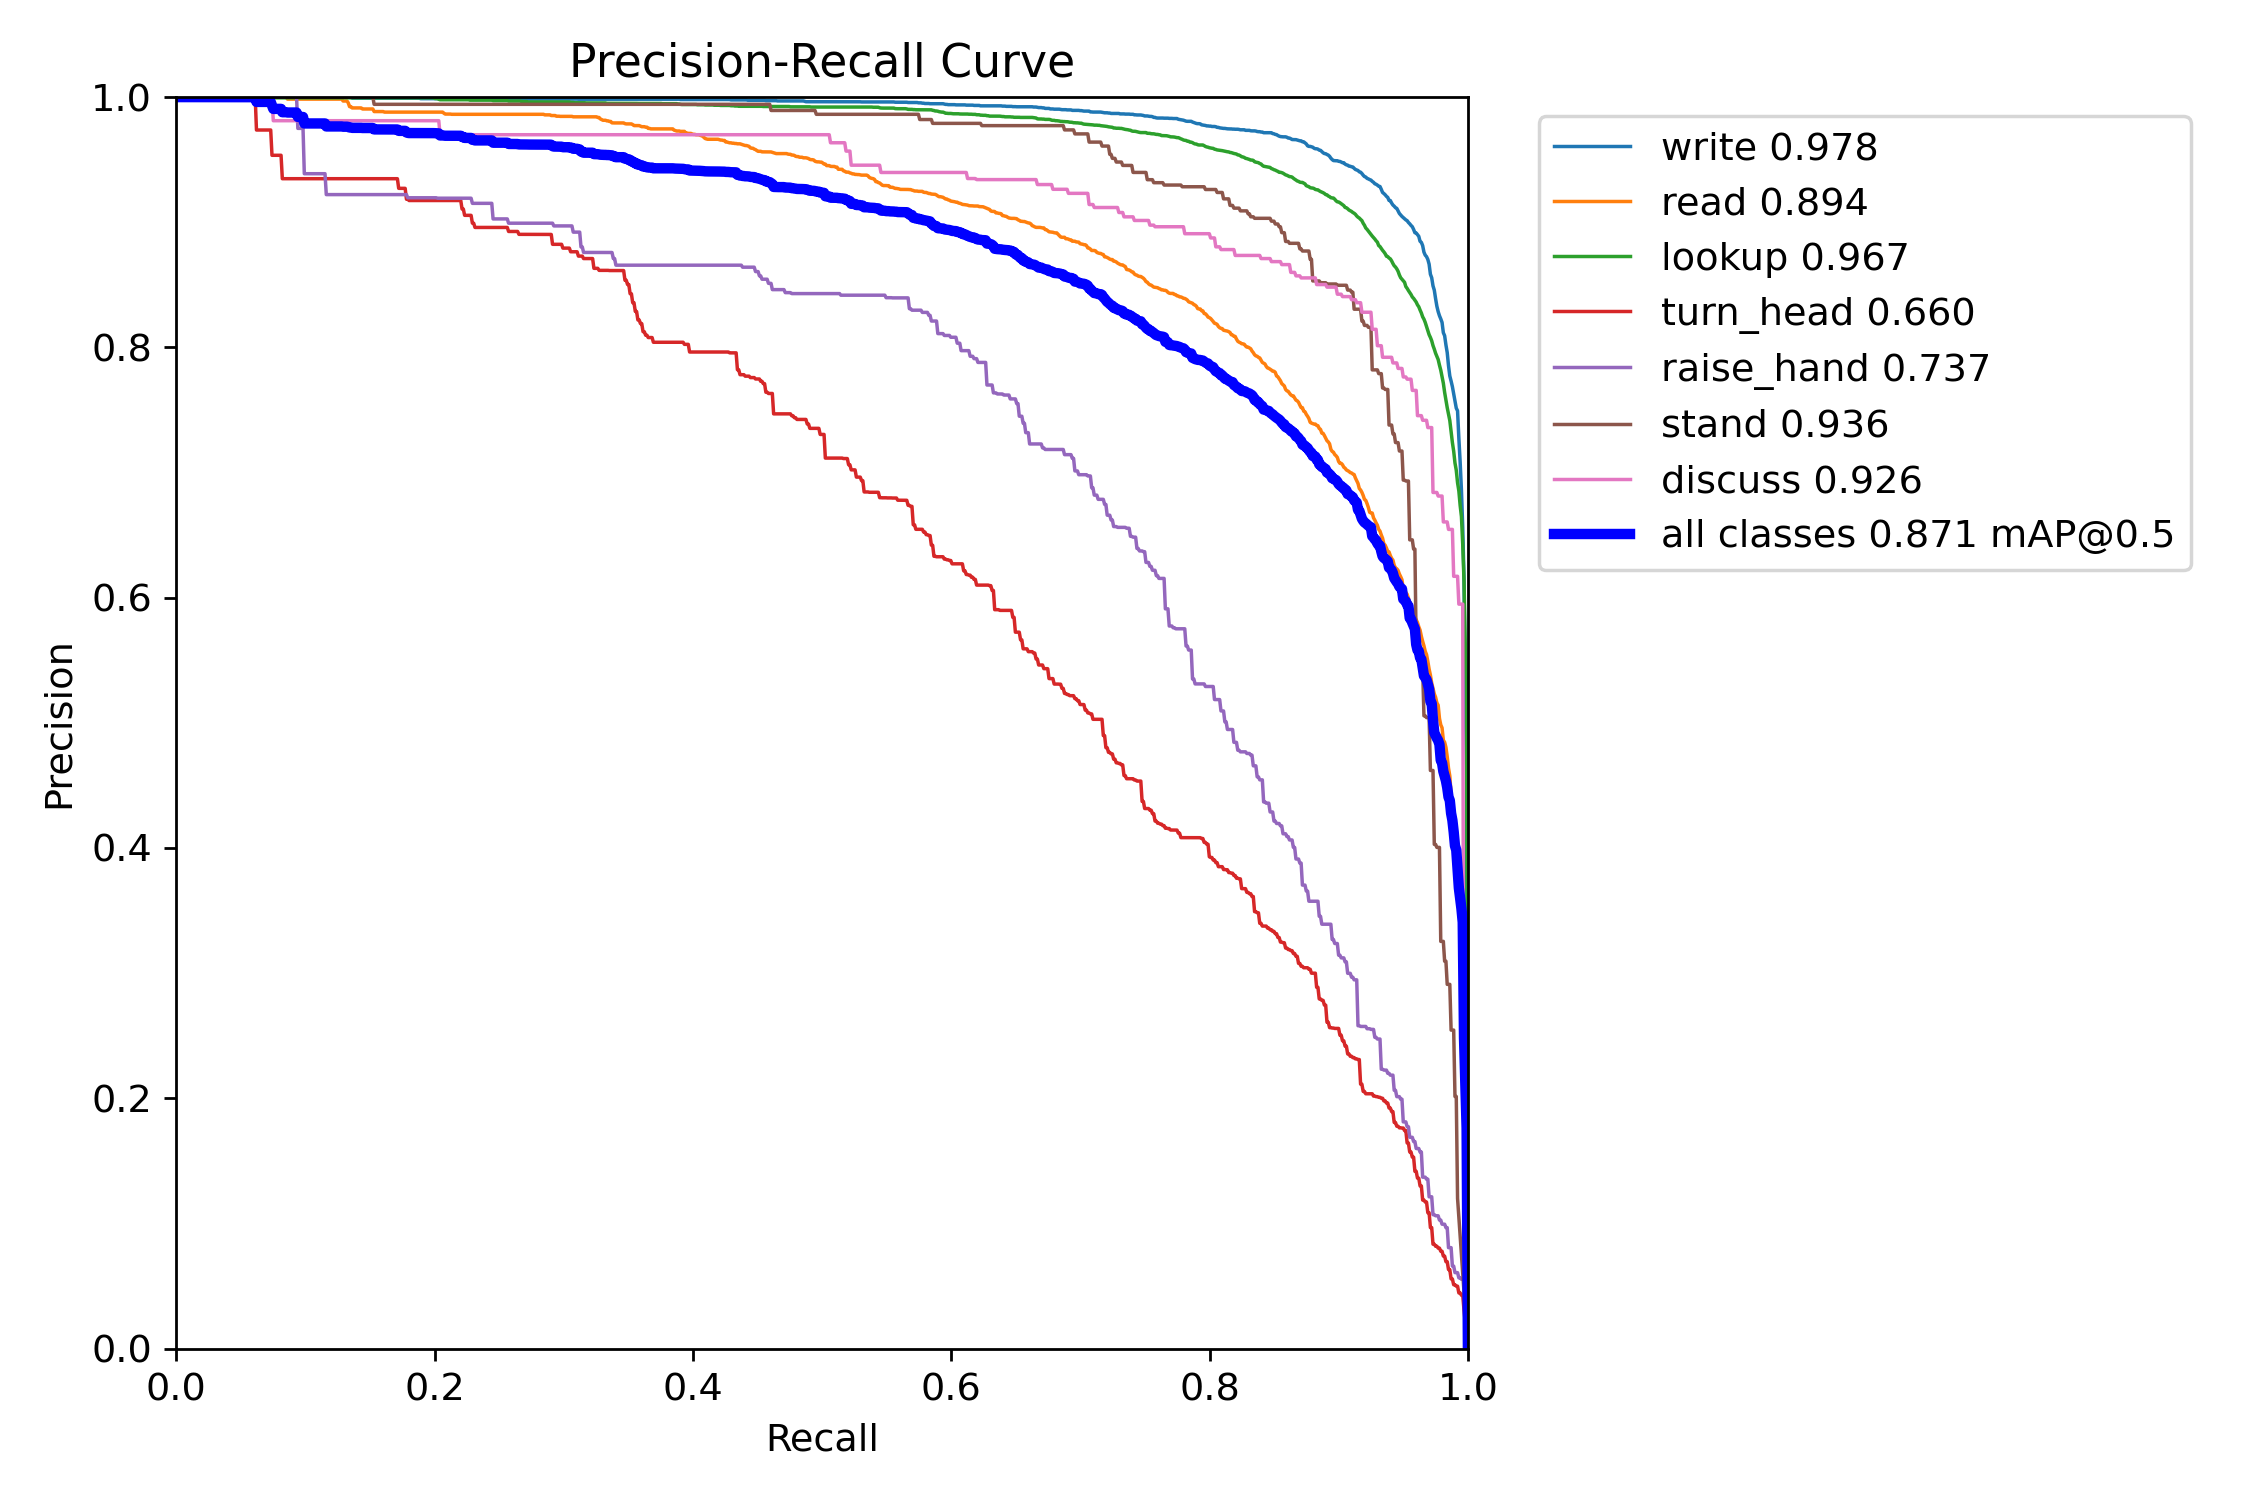 Precision-Recall Curve
1.0
0.8
0.6
0.4
0.2
0.0
Precision
0.0 0.2 0.4 0.6 0.8 1.0
Recall
write 0.978
read 0.894
lookup 0.967
turn_head 0.660
raise_hand 0.737
stand 0.936
discuss 0.926
all classes 0.871 mAP@0.5